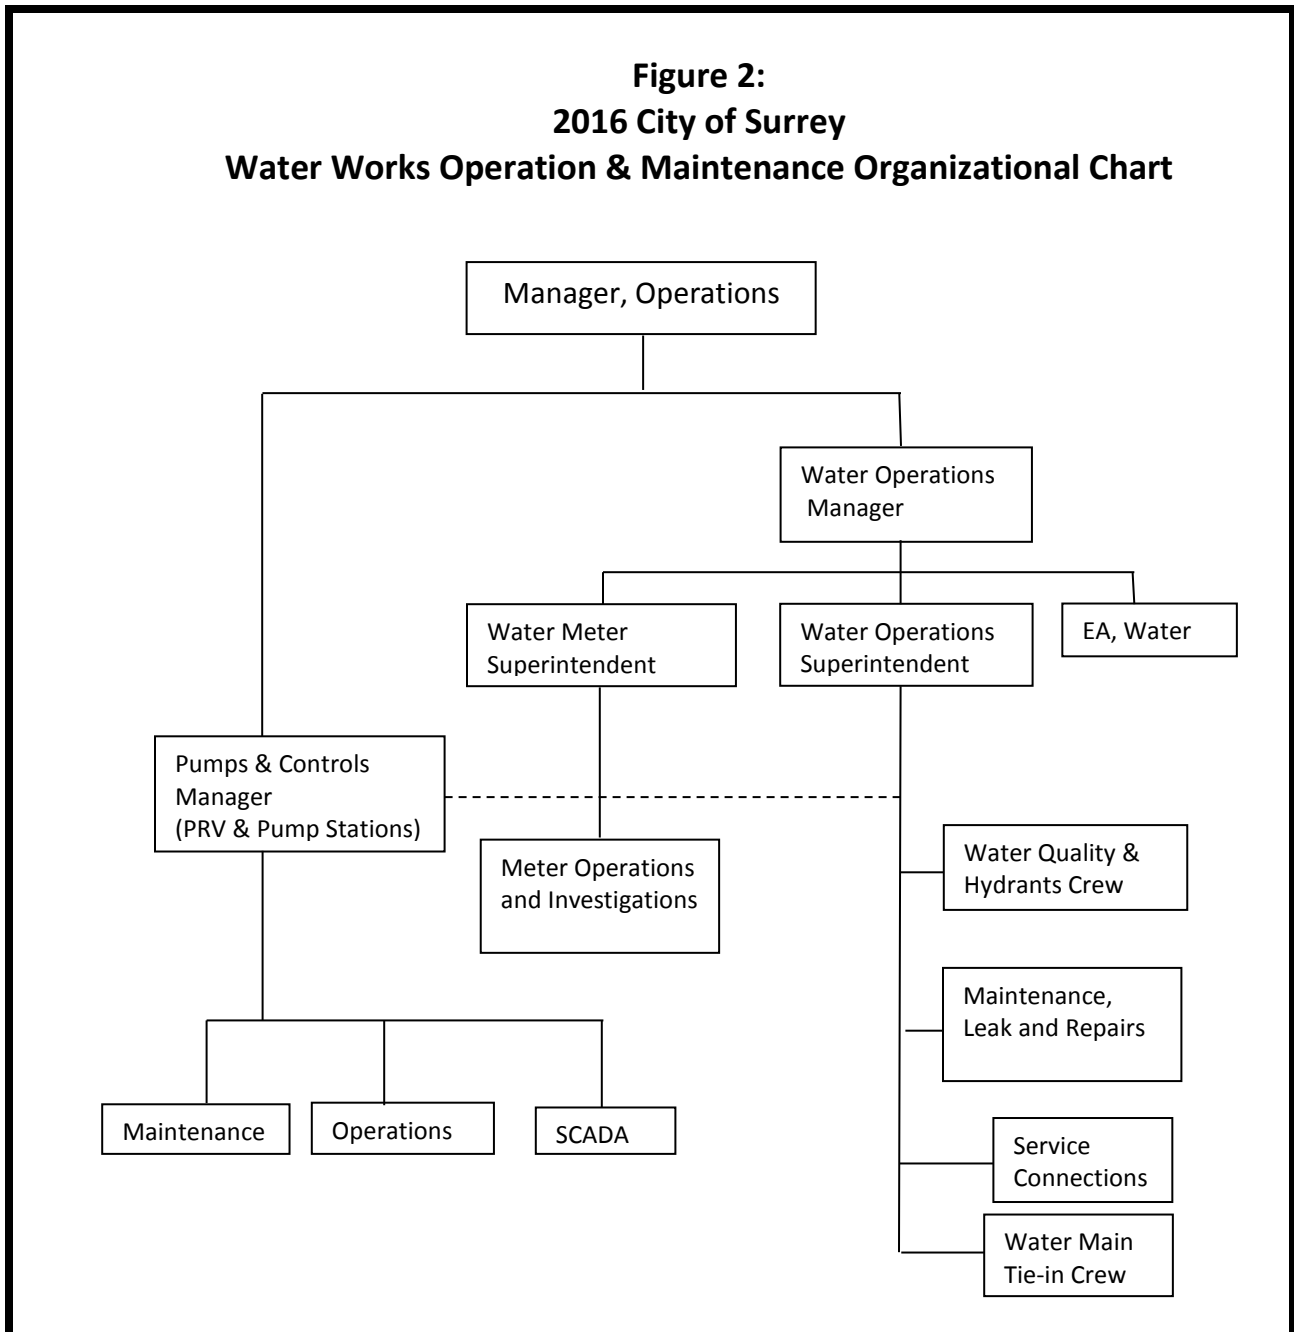 Figure 2:
2016 City of Surrey
Water Works Operation & Maintenance Organizational Chart
Manager, Operations
Water Operations
Manager
Water Meter
Superintendent
Water Operations
Superintendent
EA, Water
Pumps & Controls
Manager
(PRV & Pump Stations)
Meter Operations
and Investigations
Water Quality &
Hydrants Crew
Maintenance,
Leak and Repairs
Maintenance
Operations
SCADA
Service
Connections
Water Main
Tie-in Crew